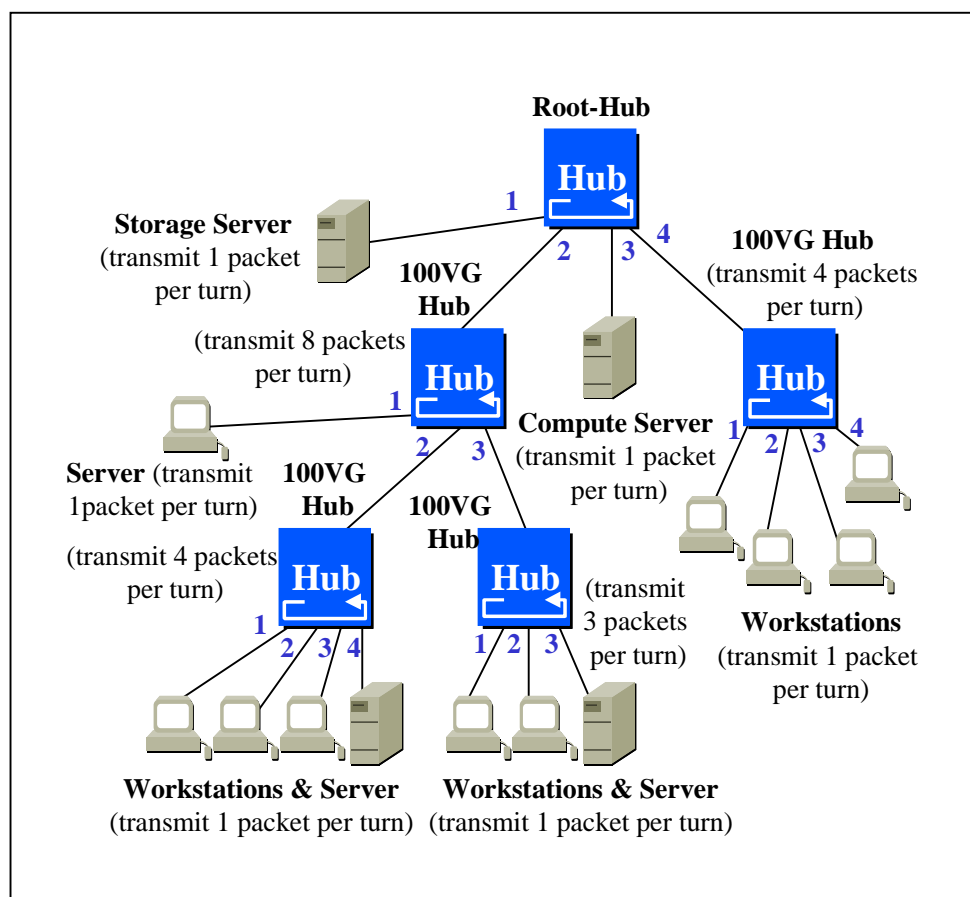 Root-Hub
Hub
1
2
3
4
Storage Server
(transmit 1 packet
per turn)
100VG
Hub
(transmit 8 packets
per turn)
100VG Hub
(transmit 4 packets
per turn)
Hub
1
2
3
Server (transmit
1packet per turn)
Compute Server
(transmit 1 packet
per turn)
Hub
1
2
3
4
Workstations
(transmit 1 packet
per turn)
100VG
Hub
(transmit 4 packets
per turn)
Hub
1
2
3
4
100VG
Hub
Hub
(transmit
3 packets
per turn)
1
2
3
Workstations & Server
(transmit 1 packet per turn)
Workstations & Server
(transmit 1 packet per turn)